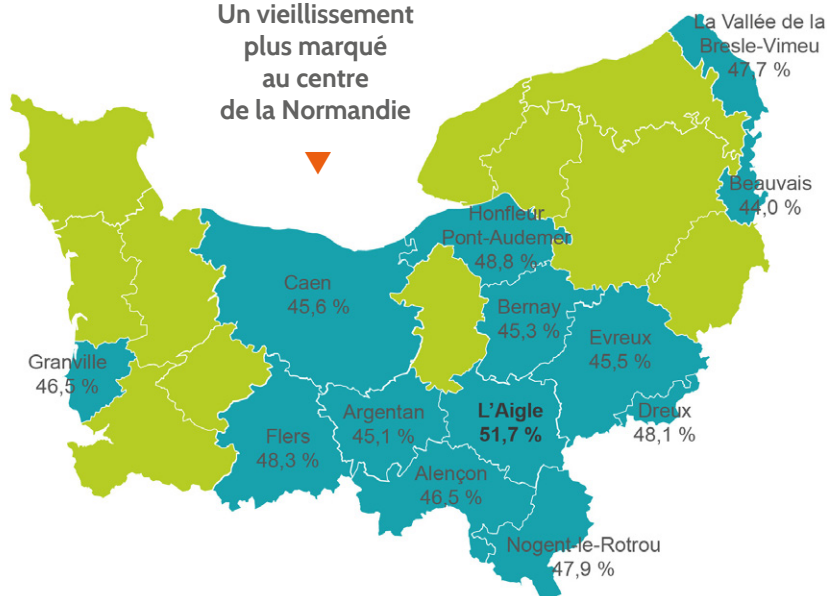 Un vieillissement
plus marqué
au centre
de la Normandie
La Vallée de la
Bresle-Vimeu
47,7 %
Beauvais
44,0 %
Honfleur
Pont-Audemer
48,8 %
Caen
45,6 %
Bernay
45,3 %
Evreux
45,5 %
Granville
46,5 %
Flers
48,3 %
Argentan
45,1 %
L'Aigle
51,7 %
Dreux
48,1 %
Alençon
46,5 %
Nogent-le-Rotrou
47,9 %